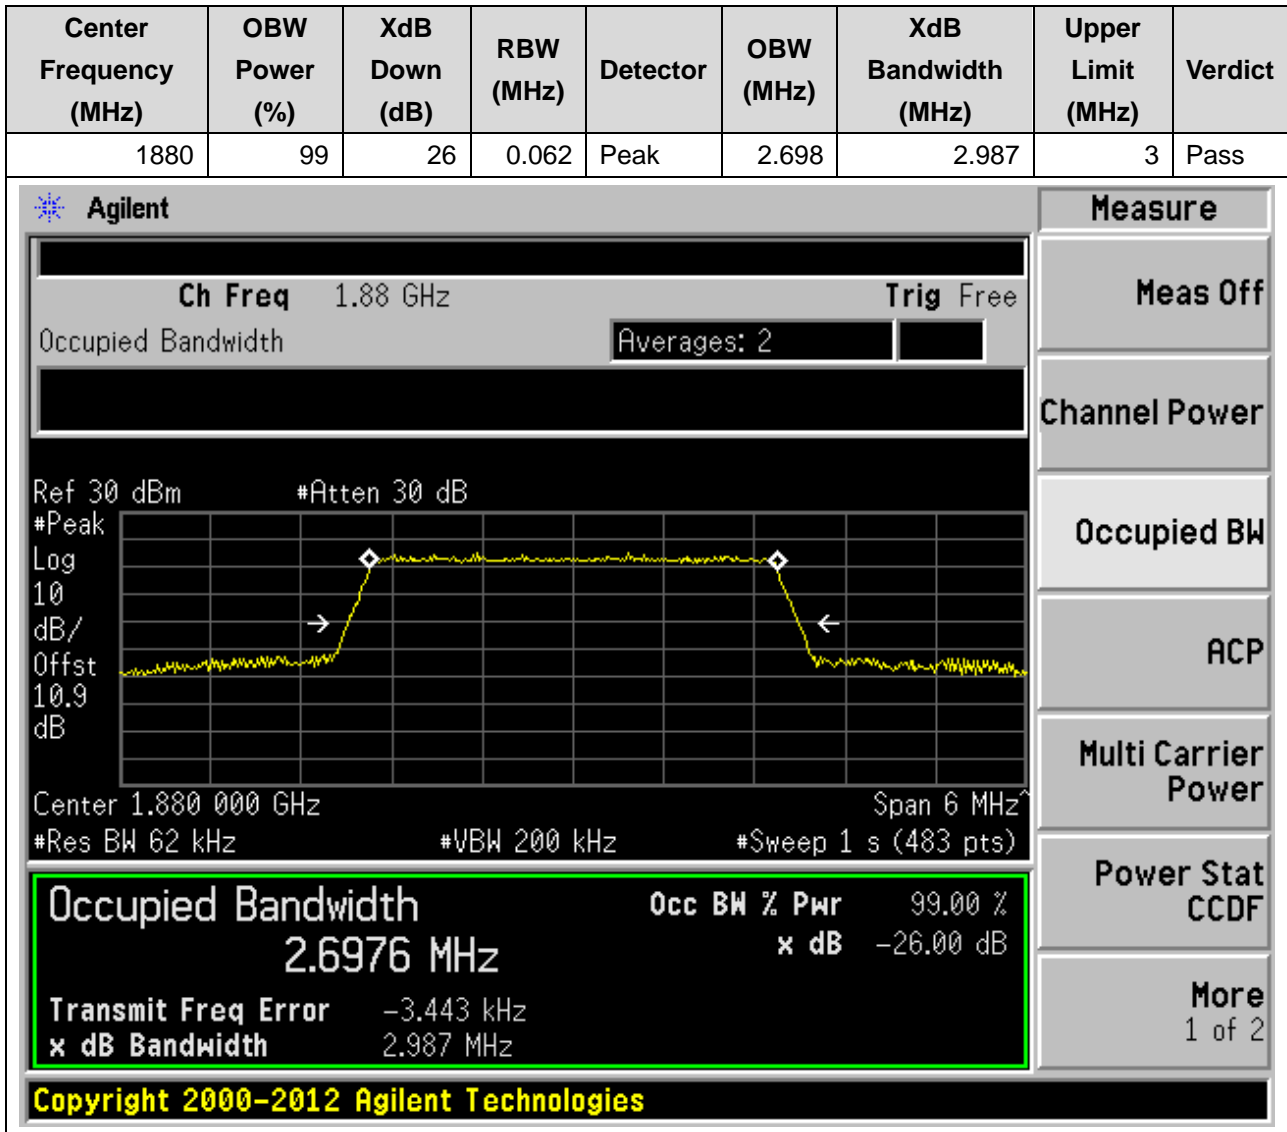 Center Frequency (MHz) OBW Power (%) XdB Down (dB) RBW (MHz) Detector OBW (MHz) XdB Bandwidth (MHz) Upper Limit (MHz) Verdict
1880 99 26 0.062 Peak 2.698 2.987 3 Pass
Agilent
Measure
Ch Freq 1.88 GHz Trig Free
Meas Off
Occupied Bandwidth Averages: 2
Channel Power
Ref 30 dBm #Atten 30 dB
#Peak
Log
10
dB/
Offst
10.9
dB
Occupied BW
ACP
Multi Carrier
Power
Center 1.880 000 GHz Span 6 MHz^
#Res BW 62 kHz #VBW 200 kHz #Sweep 1 s (483 pts)
Power Stat
CCDF
Occupied Bandwidth Occ BW % Pwr 99.00 %
2.6976 MHz x dB -26.00 dB
Transmit Freq Error -3.443 kHz
x dB Bandwidth 2.987 MHz
More
1 of 2
Copyright 2000-2012 Agilent Technologies